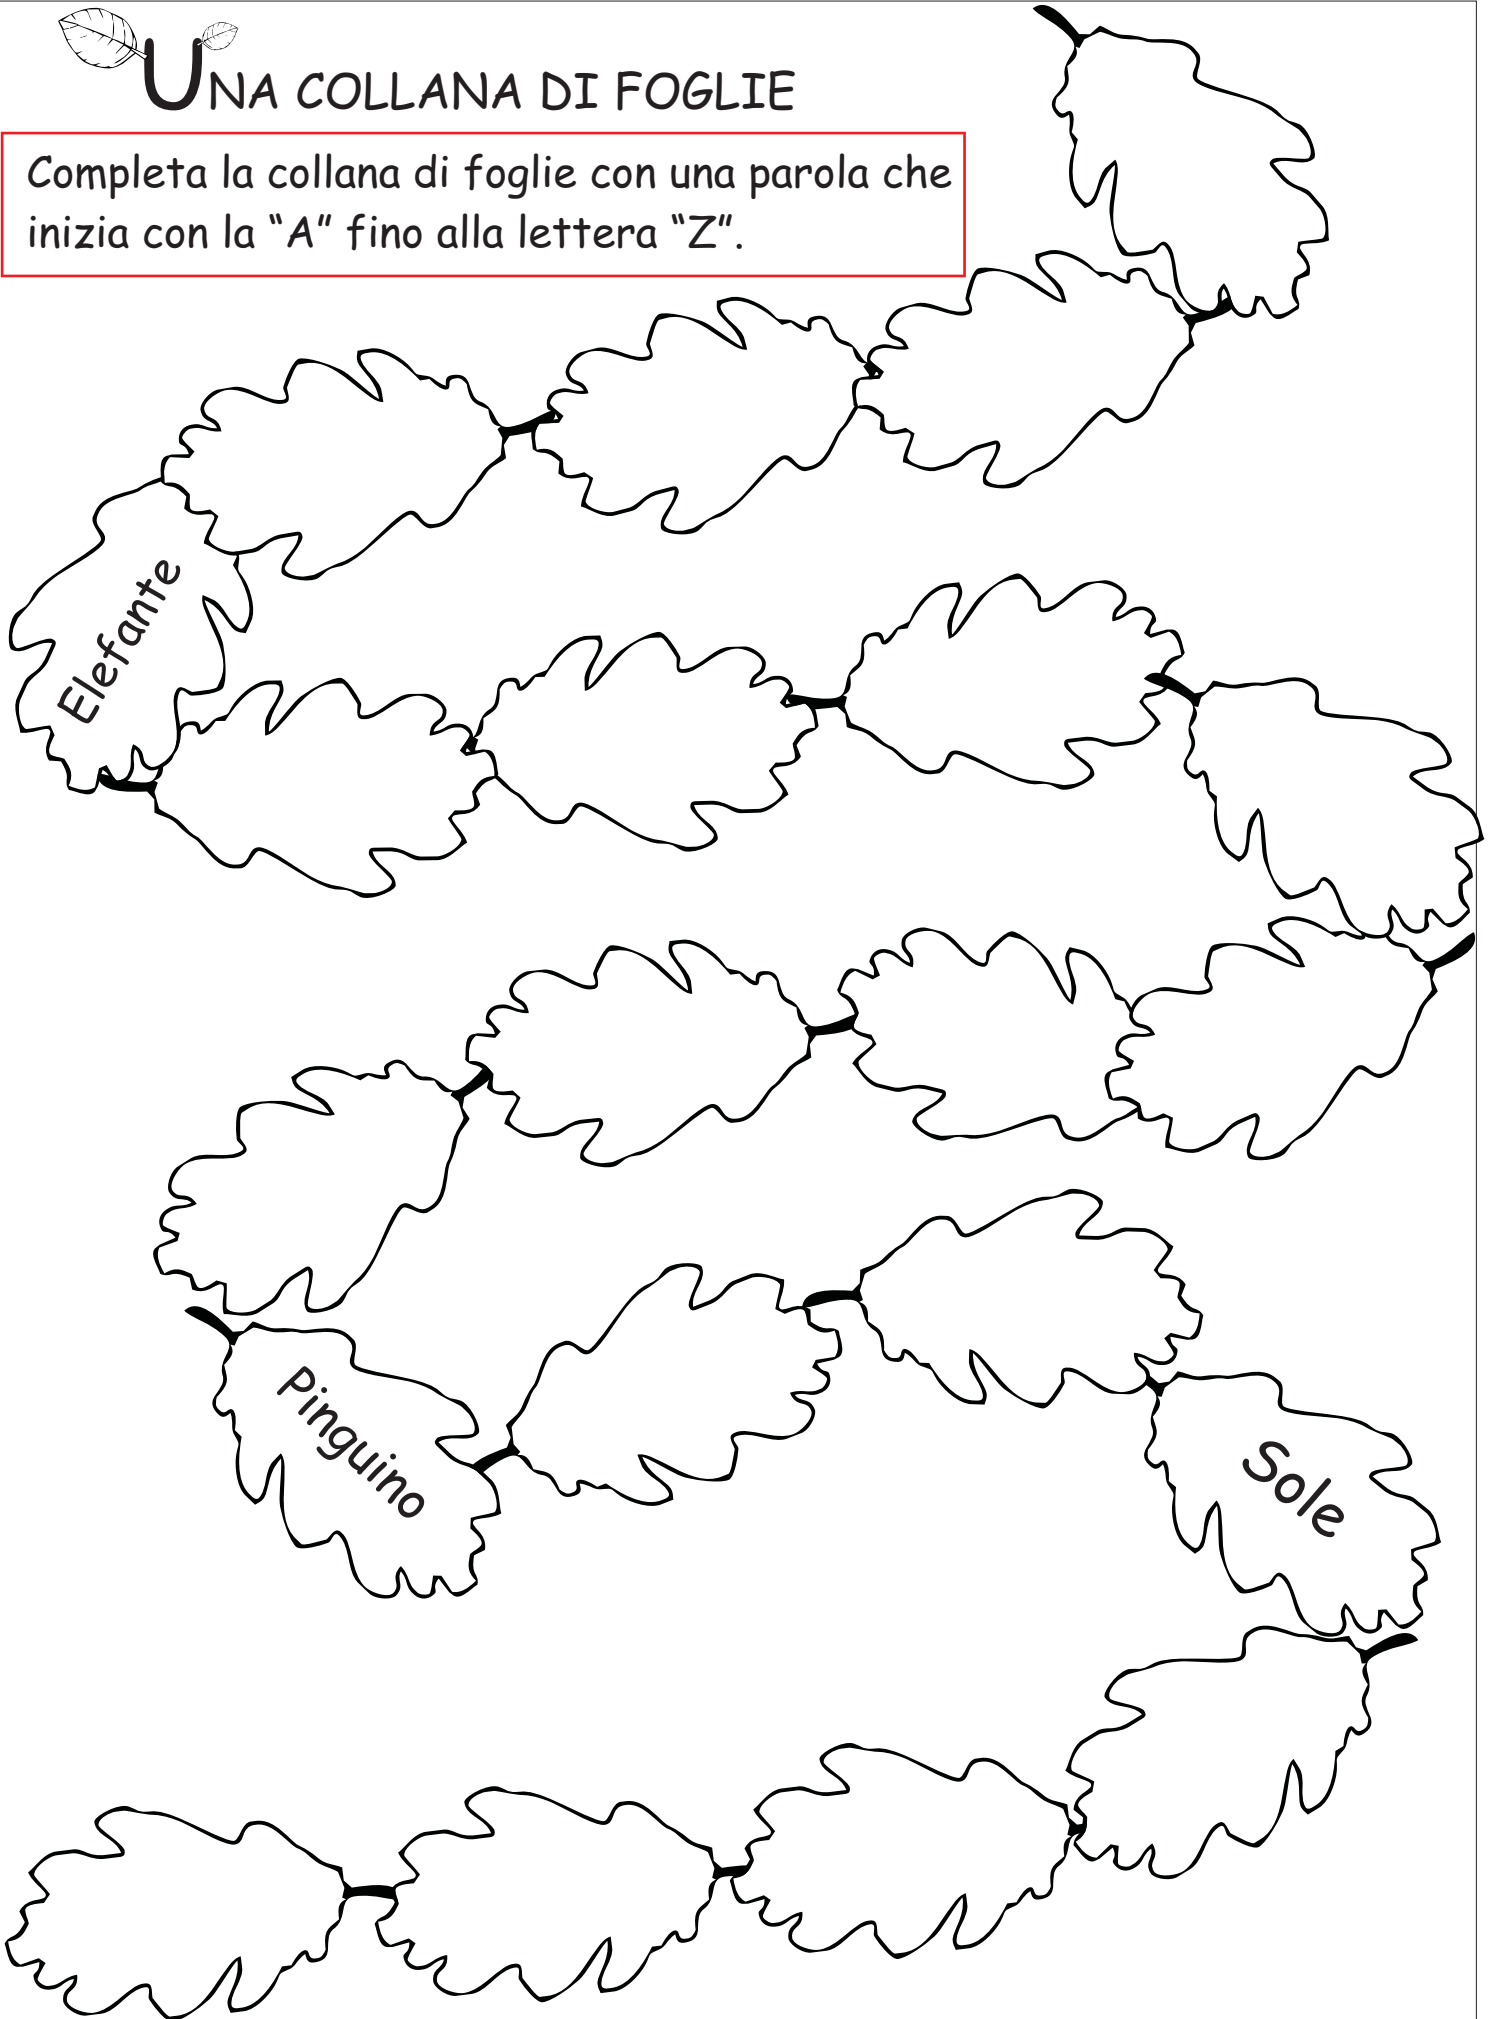 UNA COLLANA DI FOGLIE
Completa la collana di foglie con una parola che
inizia con la “A” fino alla lettera “Z”.
Elefante
Pinguino
Sole